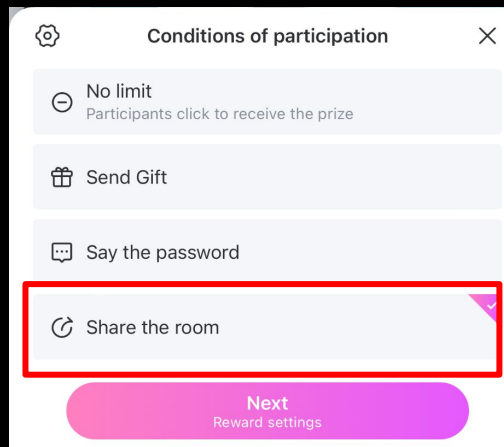 Conditions of participation
No limit
Participants click to receive the prize
Send Gift
Say the password
Share the room
Next
Reward settings